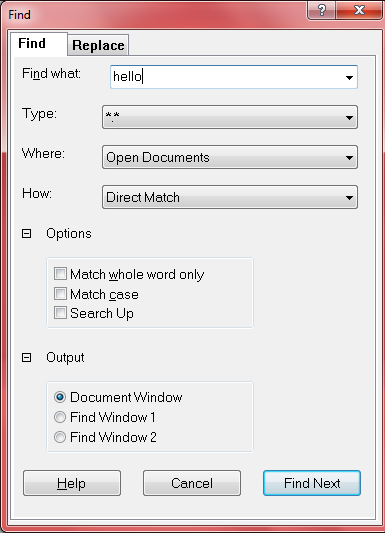 Find
Find Replace
Find what: hello
Type: *.*
Where: Open Documents
How: Direct Match
Options
Match whole word only
Match case
Search Up
Output
Document Window
Find Window 1
Find Window 2
Help Cancel Find Next